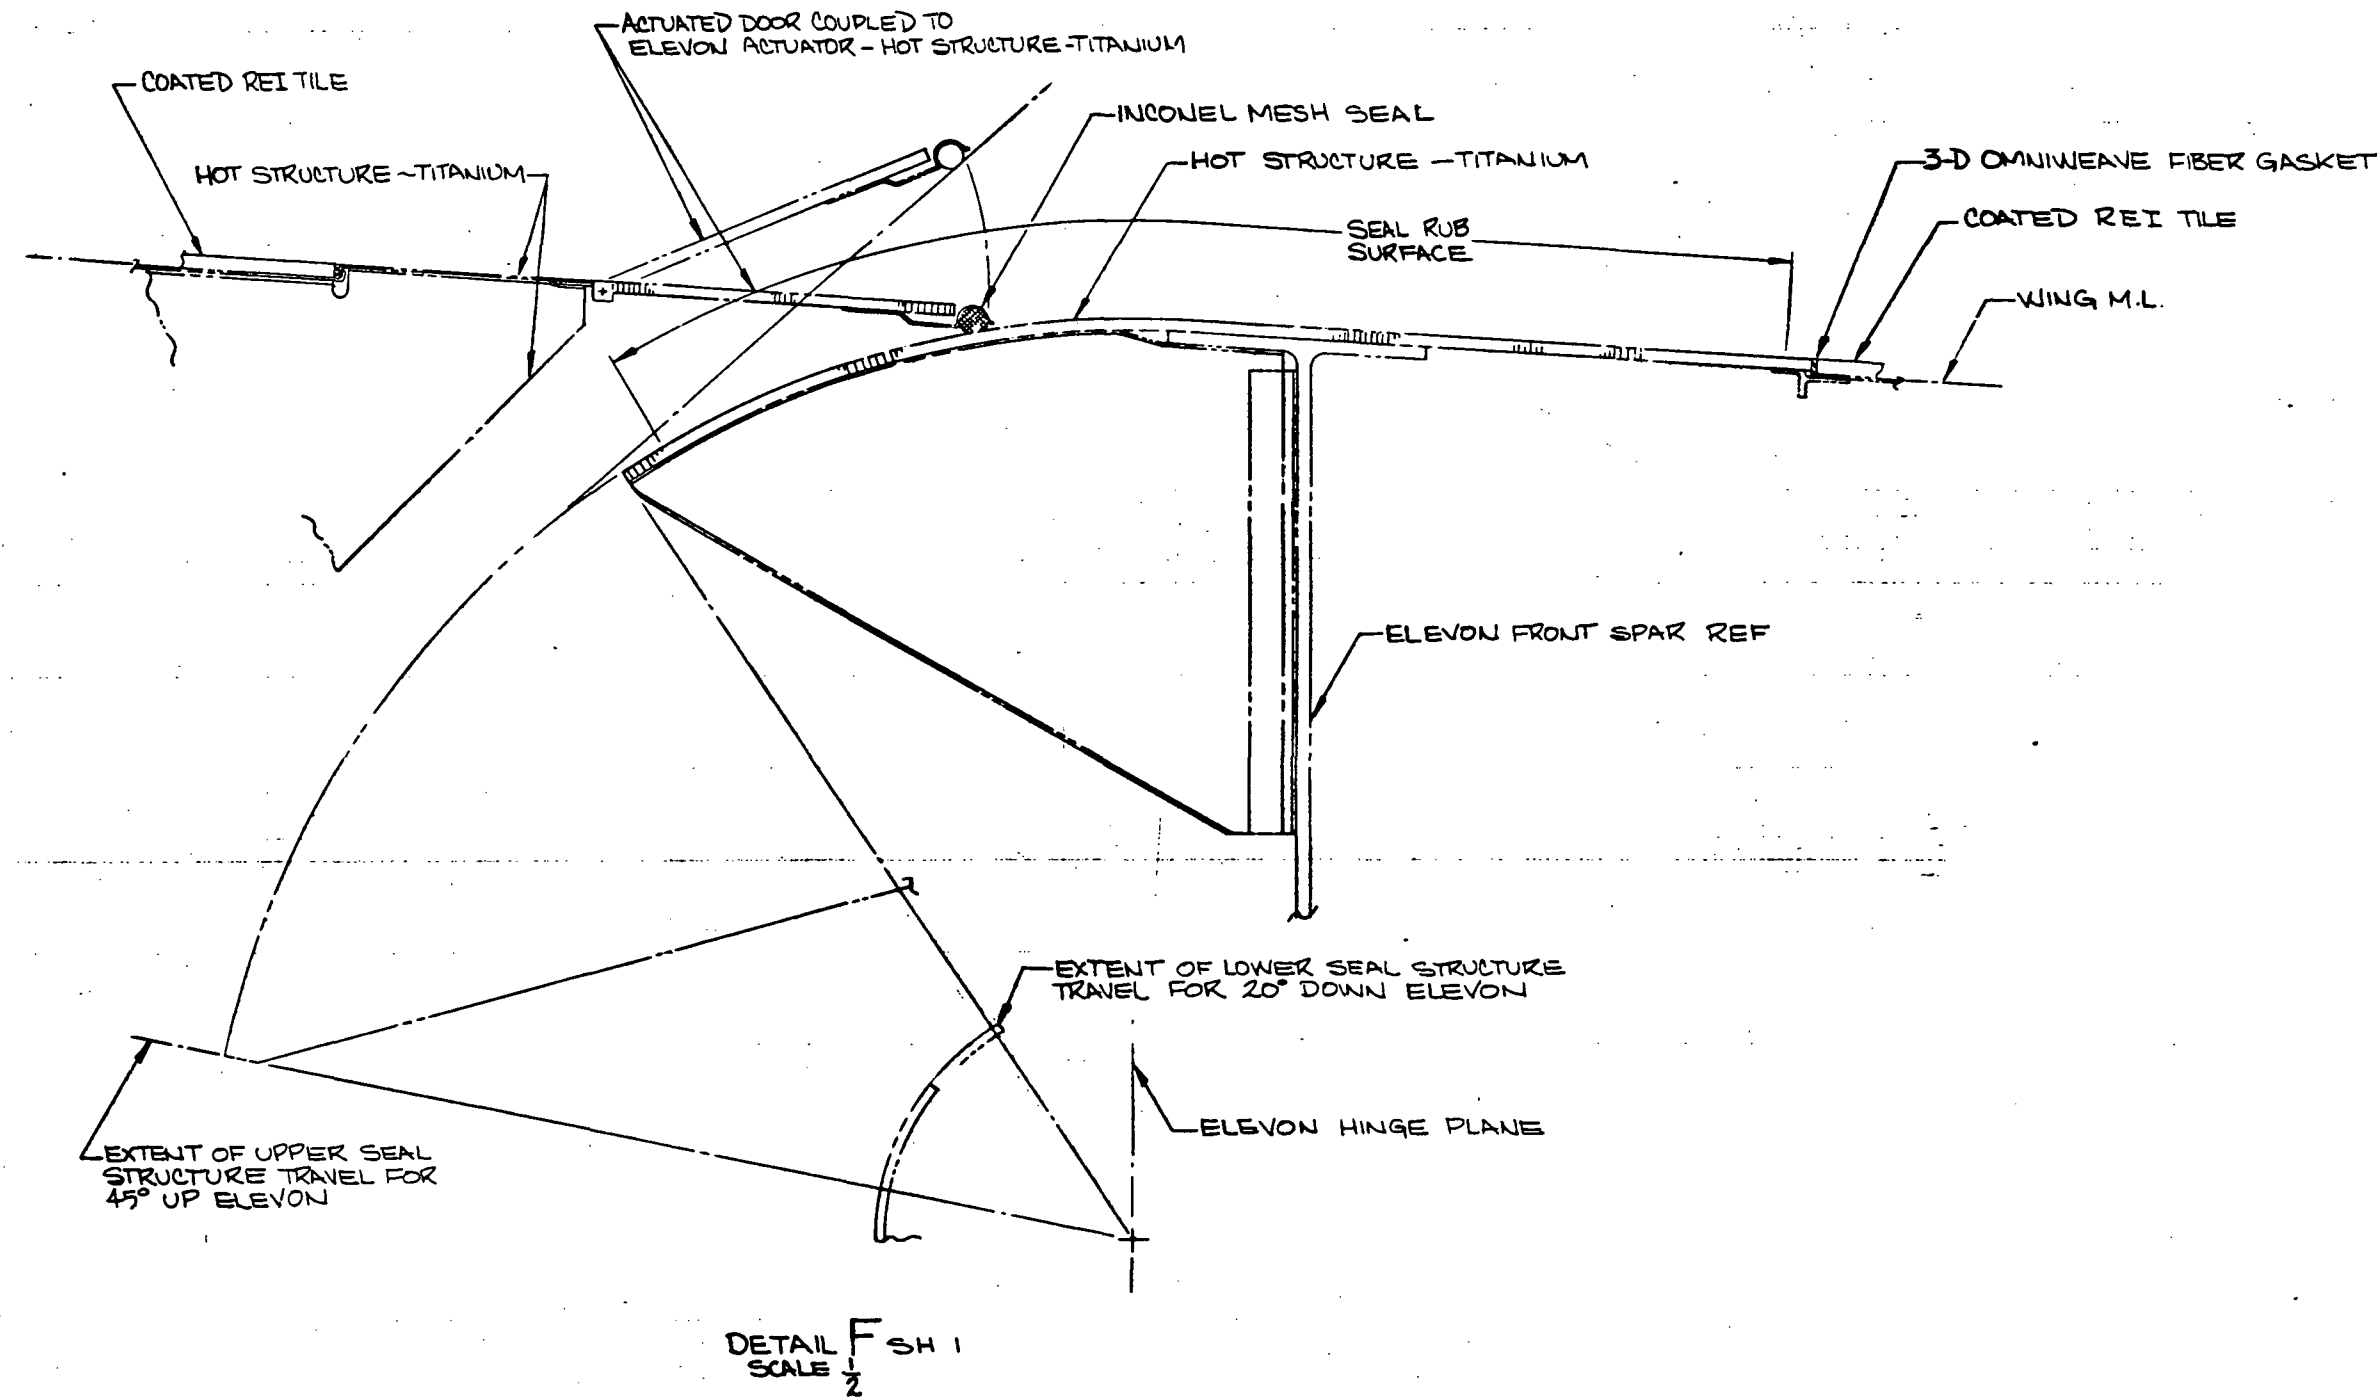 ACTUATED DOOR COUPLED TO
ELEVON ACTUATOR - HOT STRUCTURE - TITANIUM
COATED REI TILE
INCONEL MESH SEAL
HOT STRUCTURE ~ TITANIUM
HOT STRUCTURE - TITANIUM
3-D OMNIWEAVE FIBER GASKET
COATED REI TILE
SEAL RUB
SURFACE
WING M.L.
ELEVON FRONT SPAR REF
EXTENT OF LOWER SEAL STRUCTURE
TRAVEL FOR 20° DOWN ELEVON
ELEVON HINGE PLANE
EXTENT OF UPPER SEAL
STRUCTURE TRAVEL FOR
45° UP ELEVON
DETAIL F SH 1
SCALE 1/2